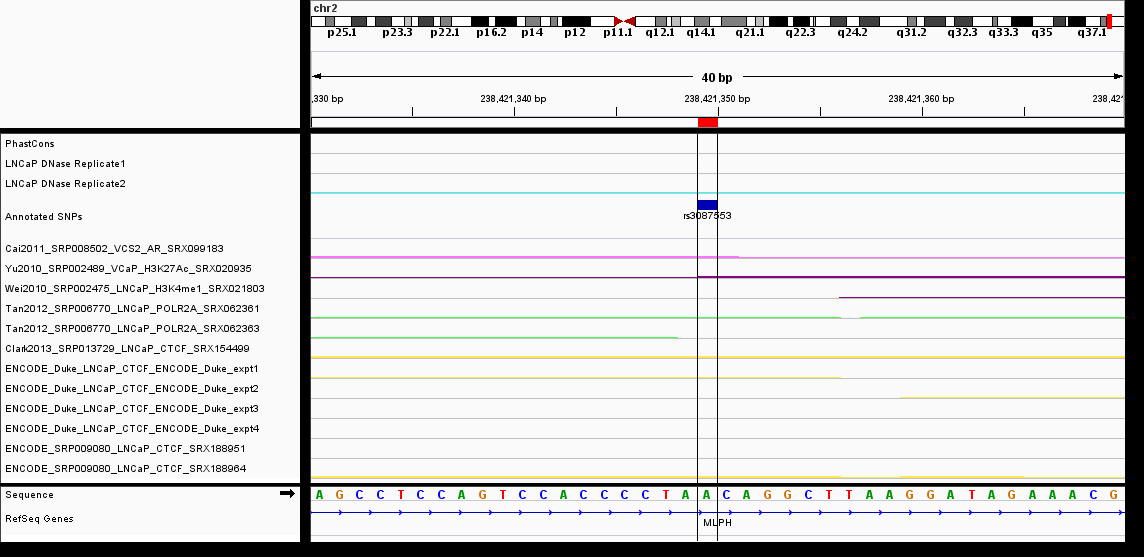 chr2
p25.1 p23.3 p22.1 p16.2 p14 p12 p11.1 q12.1 q14.1 q21.1 q22.3 q24.2 q31.2 q32.3 q33.3 q35 q37.1
40 bp
,330 bp 238,421,340 bp 238,421,350 bp 238,421,360 bp 238,42
PhastCons
LNCaP DNase Replicate1
LNCaP DNase Replicate2
Annotated SNPs
rs3087553
Cai2011_SRP008502_VCS2_AR_SRX099183
Yu2010_SRP002489_VCaP_H3K27Ac_SRX020935
Wei2010_SRP002475_LNCaP_H3K4me1_SRX021803
Tan2012_SRP006770_LNCaP_POLR2A_SRX062361
Tan2012_SRP006770_LNCaP_POLR2A_SRX062363
Clark2013_SRP013729_LNCaP_CTCF_SRX154499
ENCODE_Duke_LNCaP_CTCF_ENCODE_Duke_expt1
ENCODE_Duke_LNCaP_CTCF_ENCODE_Duke_expt2
ENCODE_Duke_LNCaP_CTCF_ENCODE_Duke_expt3
ENCODE_Duke_LNCaP_CTCF_ENCODE_Duke_expt4
ENCODE_SRP009080_LNCaP_CTCF_SRX188951
ENCODE_SRP009080_LNCaP_CTCF_SRX188964
Sequence A G C C T C C A G T C C A C C C C T A A C A G G C T T A A G G A T A G A A A C G
RefSeq Genes
MLPH